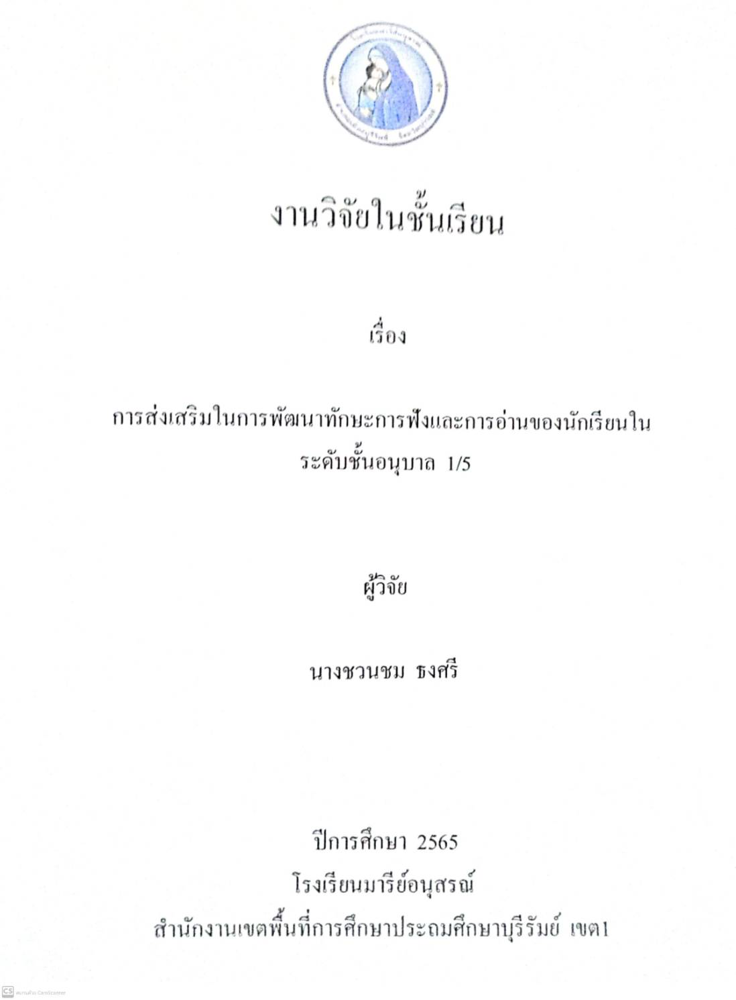 งานวิจัยในชั้นเรียน
เรื่อง
การส่งเสริมในการพัฒนาทักษะการฟังและการอ่านของนักเรียนใน
ระดับชั้นอนุบาล 1/5
ผู้วิจัย
นางชวนชม ธงศรี
ปีการศึกษา 2565
โรงเรียนมารีย์อนุสรณ์
สำนักงานเขตพื้นที่การศึกษาประถมศึกษาบุรีรัมย์ เขต1
CS สแกนด้วย CamScanner